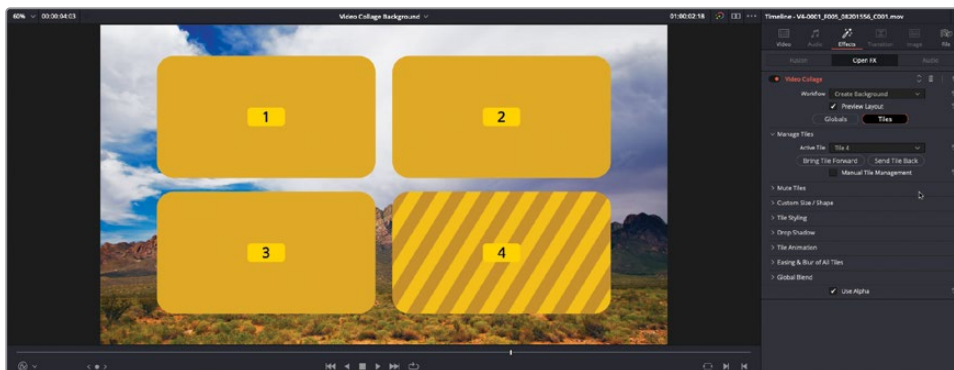 60% 00:00:04:03 Video Collage Background 01:00:02:18 Timeline - V4-0001_F005_08201556_C001.mov
Video Audio Effects Transition Image File
Fusion Open FX Audio
Video Collage
Workflow Create Background
Preview Layout
Globals Tiles
Manage Tiles
Active Tile Tile 4
Bring Tile Forward Send Tile Back
Manual Tile Management
Mute Tiles
Custom Size / Shape
Tile Styling
Drop Shadow
Tile Animation
Easing & Blur of All Tiles
Global Blend
Use Alpha
1 2
3 4